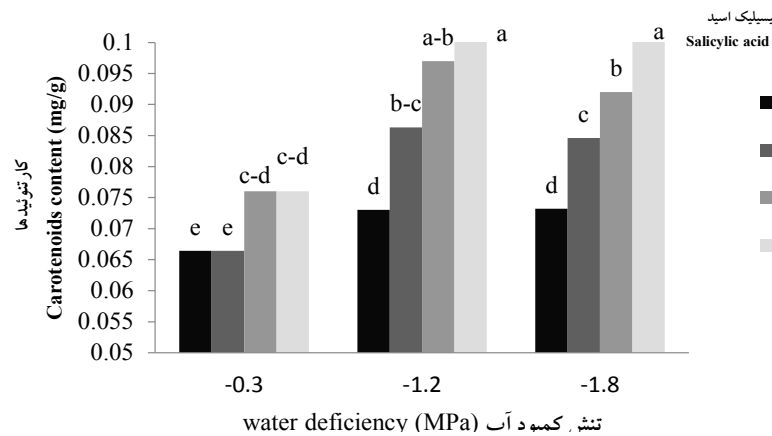 یسیلیک اسید
Salicylic acid
کارتنوئیدها
Carotenoids content (mg/g)
0.1
0.095
0.09
0.085
0.08
0.075
0.07
0.065
0.06
0.055
0.05
e e c-d c-d
d b-c a-b a
d c b a
-0.3 -1.2 -1.8
water deficiency (MPa) تنش کمبود آب